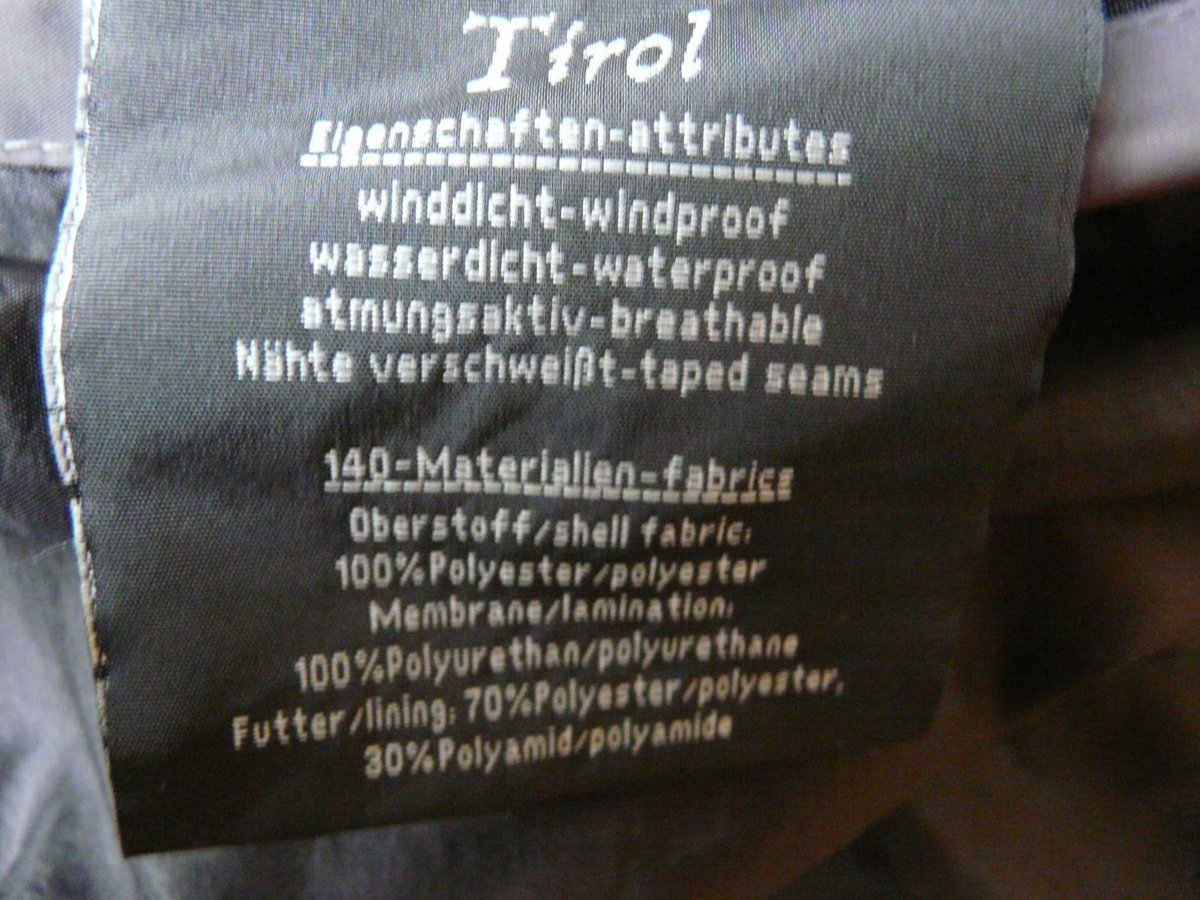 Tirol
Eigenschaften-attributes
winddicht-windproof
wasserdicht-waterproof
atmungsaktiv-breathable
Nähte verschweißt-taped seams
140-Materialien-fabrics
Oberstoff/shell fabric:
100%Polyester/polyester
Membrane/lamination:
100%Polyurethan/polyurethane
Futter/lining: 70%Polyester/polyester,
30%Polyamid/polyamide